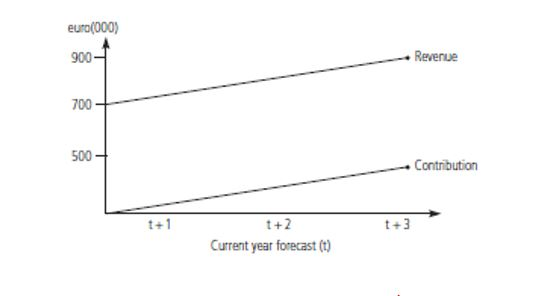 euro(000)
900
Revenue
700
500
Contribution
t+1 t+2 t+3
Current year forecast (t)